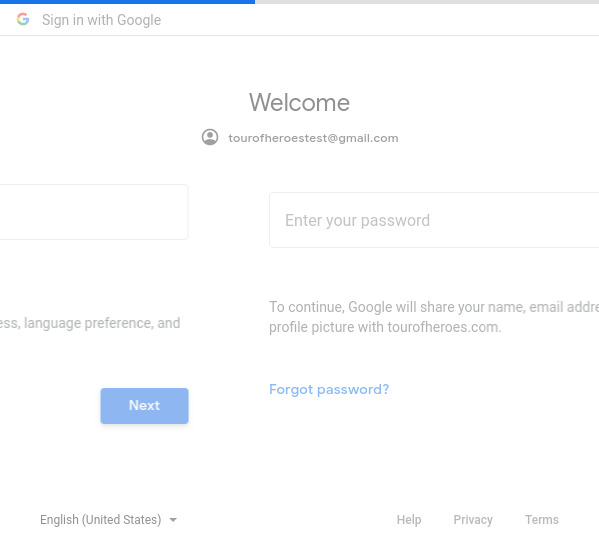 Sign in with Google
Welcome
tourofheroestest@gmail.com
Enter your password
ess, language preference, and
To continue, Google will share your name, email addre
profile picture with tourofheroes.com.
Forgot password?
Next
English (United States)
Help Privacy Terms